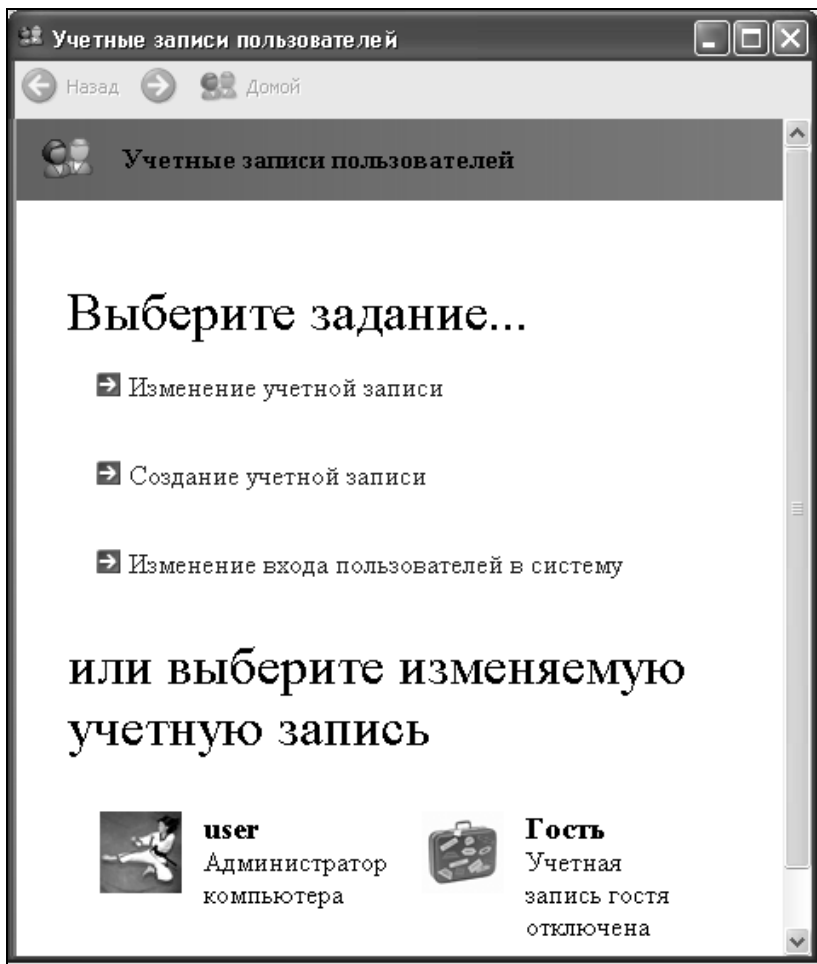 Учетные записи пользователей
Назад Домой
Учетные записи пользователей
Выберите задание...
Изменение учетной записи
Создание учетной записи
Изменение входа пользователей в систему
или выберите изменяемую
учетную запись
user
Администратор
компьютера
Гость
Учетная
запись гостя
отключена